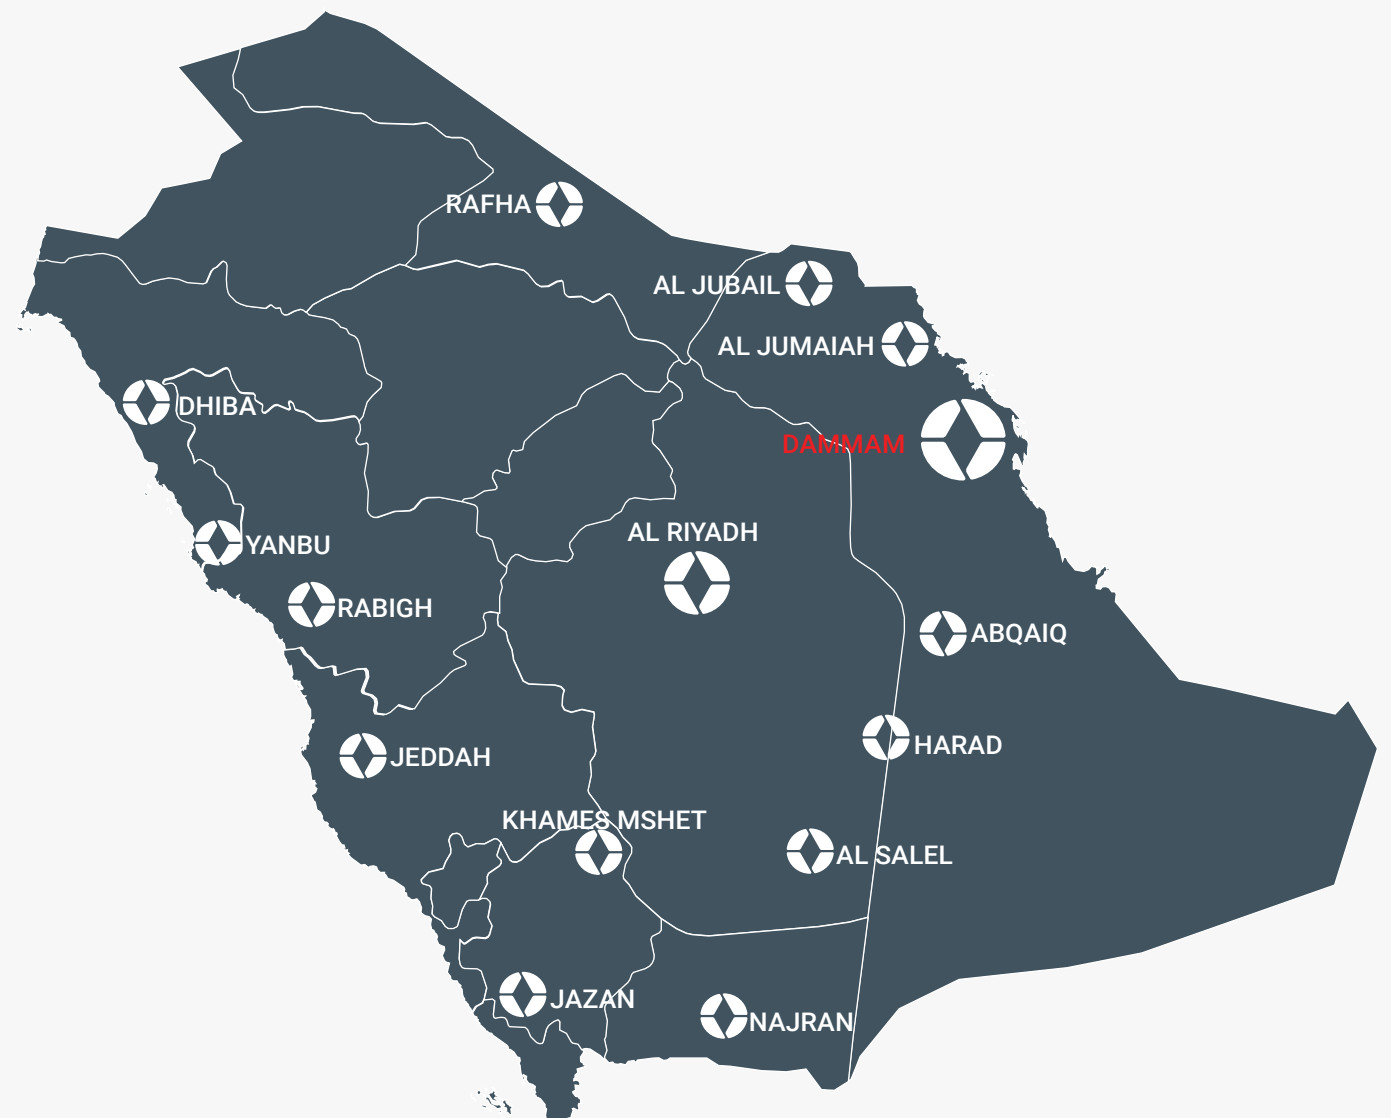 RAFHA
AL JUBAIL
AL JUMAIAH
DHIBA
DAMMAM
AL RIYADH
YANBU
RABIGH
ABQAIQ
HARAD
JEDDAH
KHAMES MSHET
AL SALEL
JAZAN
NAJRAN